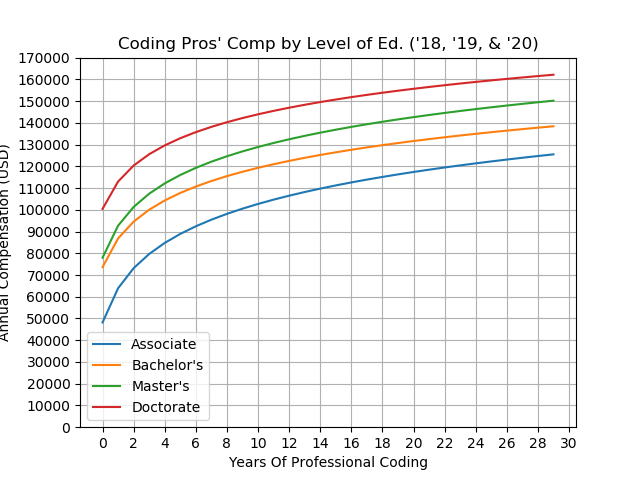 Coding Pros' Comp by Level of Ed. ('18, '19, & '20)
170000
160000
150000
140000
130000
120000
110000
100000
90000
80000
70000
60000
50000
40000
30000
20000
10000
0
Annual Compensation (USD)
Associate
Bachelor's
Master's
Doctorate
0 2 4 6 8 10 12 14 16 18 20 22 24 26 28 30
Years Of Professional Coding